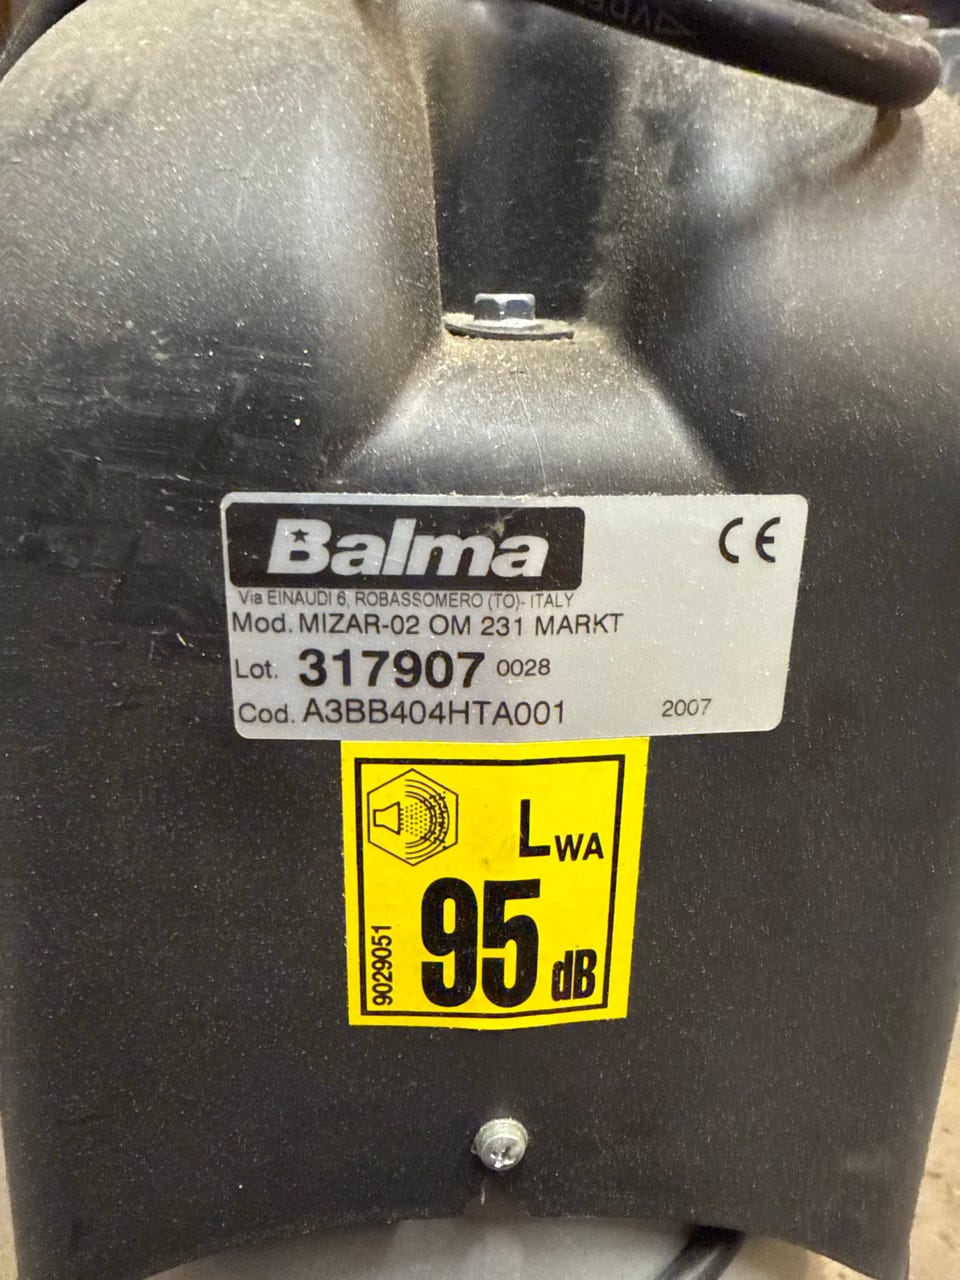 Balma
CE
Via EINAUDI 6, ROBASSOMERO (TO)- ITALY
Mod. MIZAR-02 OM 231 MARKT
Lot. 317907 0028
Cod. A3BB404HTA001 2007
LWA
95 dB
9029051